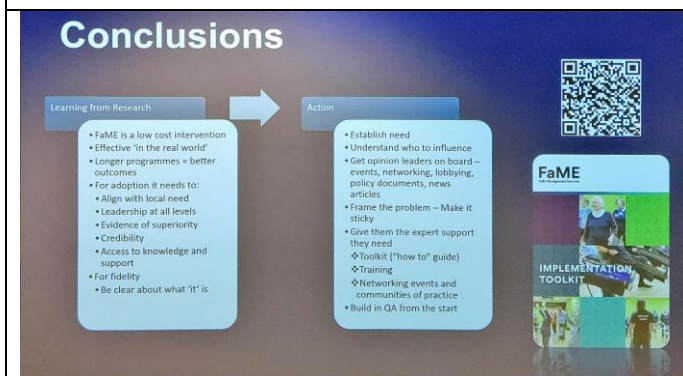 Conclusions
Learning from Research
• FaME is a low cost intervention
• Effective 'in the real world'
• Longer programmes = better
outcomes
• For adoption it needs to:
• Align with local need
• Leadership at all levels
• Evidence of superiority
• Credibility
• Access to knowledge and
support
• For fidelity
• Be clear about what 'it' is
Action
• Establish need
• Understand who to influence
• Get opinion leaders on board –
events, networking, lobbying,
policy documents, news
articles
• Frame the problem – Make it
sticky
• Give them the expert support
they need
❖Toolkit ("how to" guide)
❖Training
❖Networking events and
communities of practice
• Build in QA from the start
FaME
IMPLEMENTATION
TOOLKIT